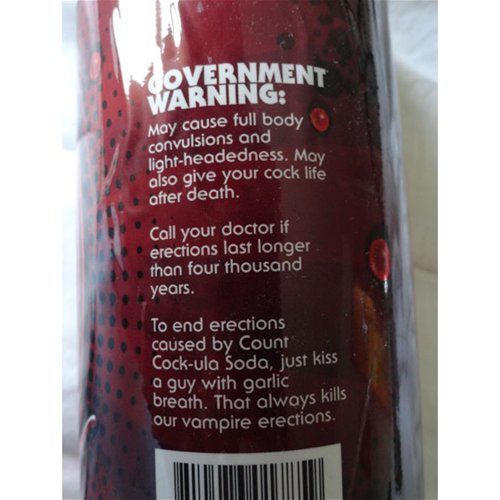 GOVERNMENT
WARNING:
May cause full body
convulsions and
light-headedness. May
also give your cock life
after death.
Call your doctor if
erections last longer
than four thousand
years.
To end erections
caused by Count
Cock-ula Soda, just kiss
a guy with garlic
breath. That always kills
our vampire erections.